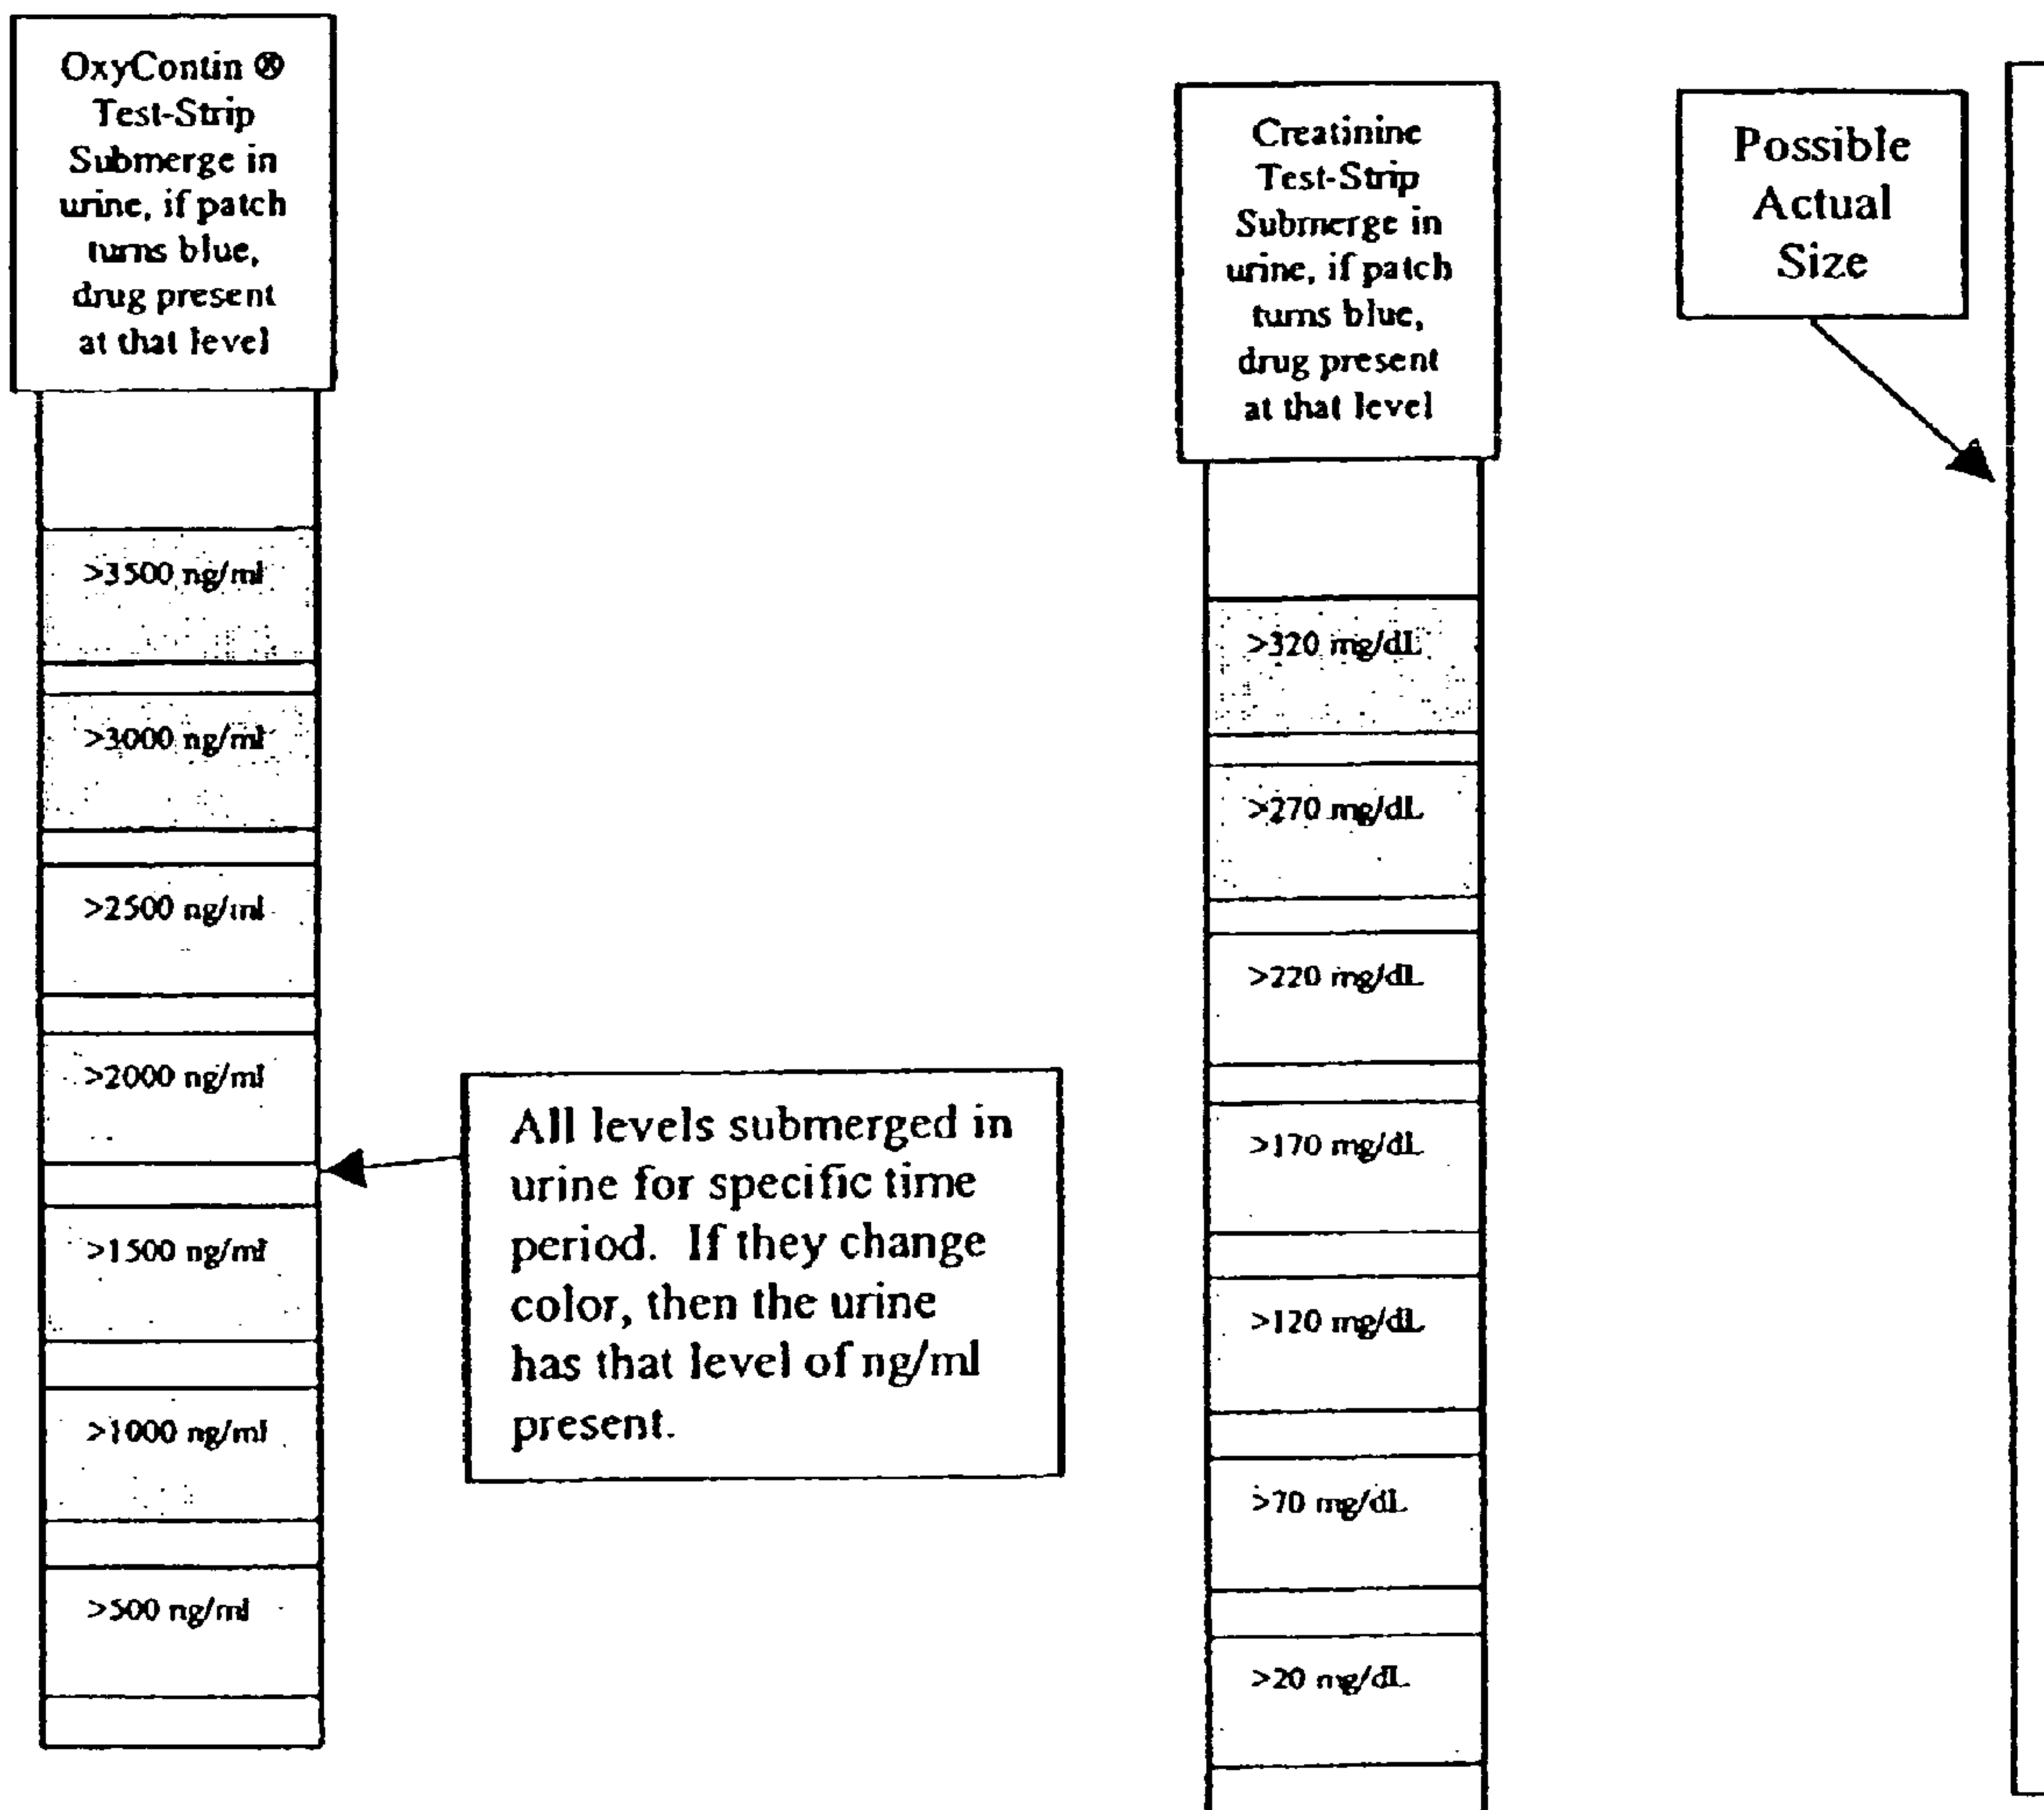 OxyContin ®
Test-Strip
Submerge in
urine, if patch
turns blue,
drug present
at that level
>3500 ng/ml
>3000 ng/ml
>2500 ng/ml
>2000 ng/ml
>1500 ng/ml
>1000 ng/ml
>500 ng/ml
All levels submerged in
urine for specific time
period. If they change
color, then the urine
has that level of ng/ml
present.
Creatinine
Test-Strip
Submerge in
urine, if patch
turns blue,
drug present
at that level
>320 mg/dL
>270 mg/dL
>220 mg/dL
>170 mg/dL
>120 mg/dL
>70 mg/dL
>20 mg/dL
Possible
Actual
Size